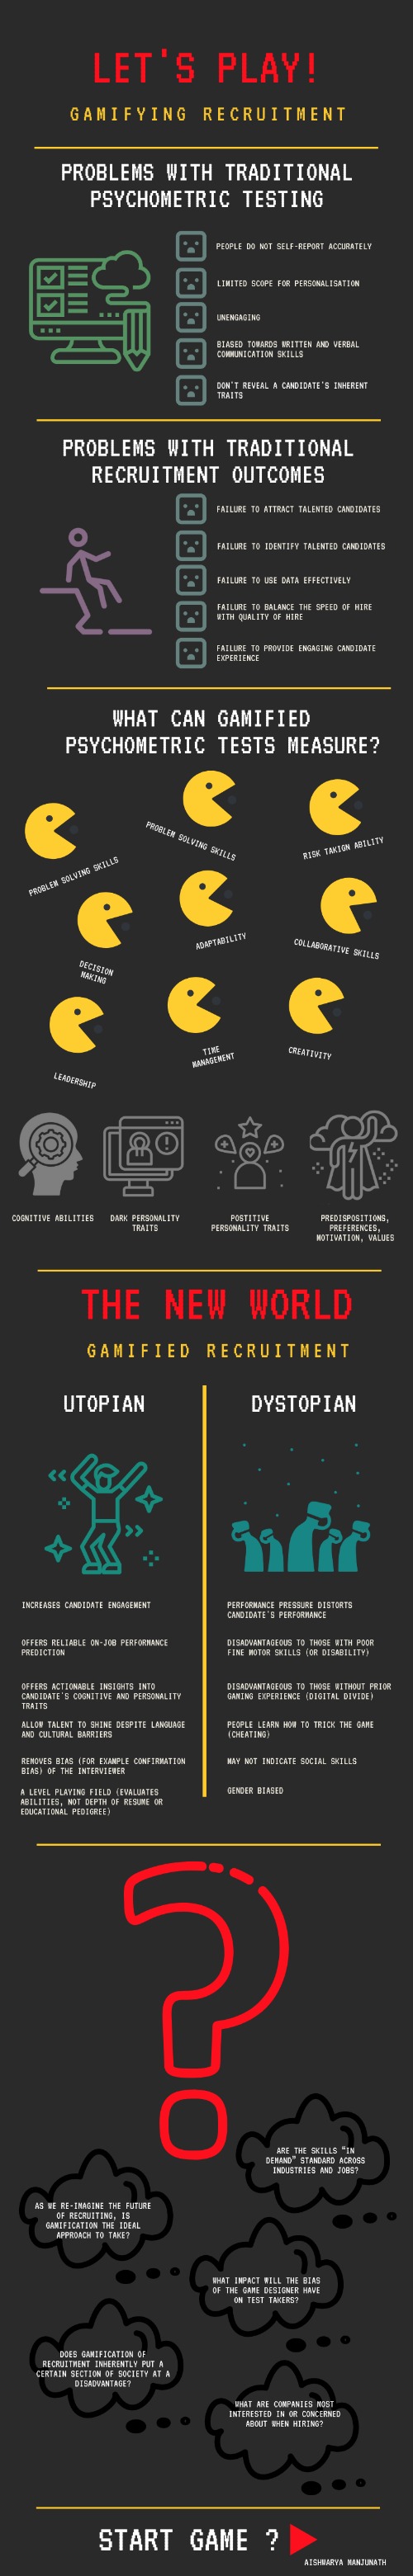 LET'S PLAY!
GAMIFYING RECRUITMENT
PROBLEMS WITH TRADITIONAL
PSYCHOMETRIC TESTING
PEOPLE DO NOT SELF-REPORT ACCURATELY
LIMITED SCOPE FOR PERSONALISATION
UNENGAGING
BIASED TOWARDS WRITTEN AND VERBAL
COMMUNICATION SKILLS
DON'T REVEAL A CANDIDATE'S INHERENT
TRAITS
PROBLEMS WITH TRADITIONAL
RECRUITMENT OUTCOMES
FAILURE TO ATTRACT TALENTED CANDIDATES
FAILURE TO IDENTIFY TALENTED CANDIDATES
FAILURE TO USE DATA EFFECTIVELY
FAILURE TO BALANCE THE SPEED OF HIRE
WITH QUALITY OF HIRE
FAILURE TO PROVIDE ENGAGING CANDIDATE
EXPERIENCE
WHAT CAN GAMIFIED
PSYCHOMETRIC TESTS MEASURE?
PROBLEM SOLVING SKILLS
PROBLEM SOLVING SKILLS
RISK TAKION ABILITY
DECISION
MAKING
ADAPTABILITY
COLLABORATIVE SKILLS
LEADERSHIP
TIME
MANAGEMENT
CREATIVITY
COGNITIVE ABILITIES
DARK PERSONALITY
TRAITS
POSTITIVE
PERSONALITY TRAITS
PREDISPOSITIONS,
PREFERENCES,
MOTIVATION, VALUES
THE NEW WORLD
GAMIFIED RECRUITMENT
UTOPIAN
INCREASES CANDIDATE ENGAGEMENT
OFFERS RELIABLE ON-JOB PERFORMANCE
PREDICTION
OFFERS ACTIONABLE INSIGHTS INTO
CANDIDATE'S COGNITIVE AND PERSONALITY
TRAITS
ALLOW TALENT TO SHINE DESPITE LANGUAGE
AND CULTURAL BARRIERS
REMOVES BIAS (FOR EXAMPLE CONFIRMATION
BIAS) OF THE INTERVIEWER
A LEVEL PLAYING FIELD (EVALUATES
ABILITIES, NOT DEPTH OF RESUME OR
EDUCATIONAL PEDIGREE)
DYSTOPIAN
PERFORMANCE PRESSURE DISTORTS
CANDIDATE'S PERFORMANCE
DISADVANTAGEOUS TO THOSE WITH POOR
FINE MOTOR SKILLS (OR DISABILITY)
DISADVANTAGEOUS TO THOSE WITHOUT PRIOR
GAMING EXPERIENCE (DIGITAL DIVIDE)
PEOPLE LEARN HOW TO TRICK THE GAME
(CHEATING)
MAY NOT INDICATE SOCIAL SKILLS
GENDER BIASED
?
ARE THE SKILLS "IN
DEMAND" STANDARD ACROSS
INDUSTRIES AND JOBS?
AS WE RE-IMAGINE THE FUTURE
OF RECRUITING, IS
GAMIFICATION THE IDEAL
APPROACH TO TAKE?
WHAT IMPACT WILL THE BIAS
OF THE GAME DESIGNER HAVE
ON TEST TAKERS?
DOES GAMIFICATION OF
RECRUITMENT INHERENTLY PUT A
CERTAIN SECTION OF SOCIETY AT A
DISADVANTAGE?
WHAT ARE COMPANIES MOST
INTERESTED IN OR CONCERNED
ABOUT WHEN HIRING?
START GAME ?
AISHWARYA MANJUNATH